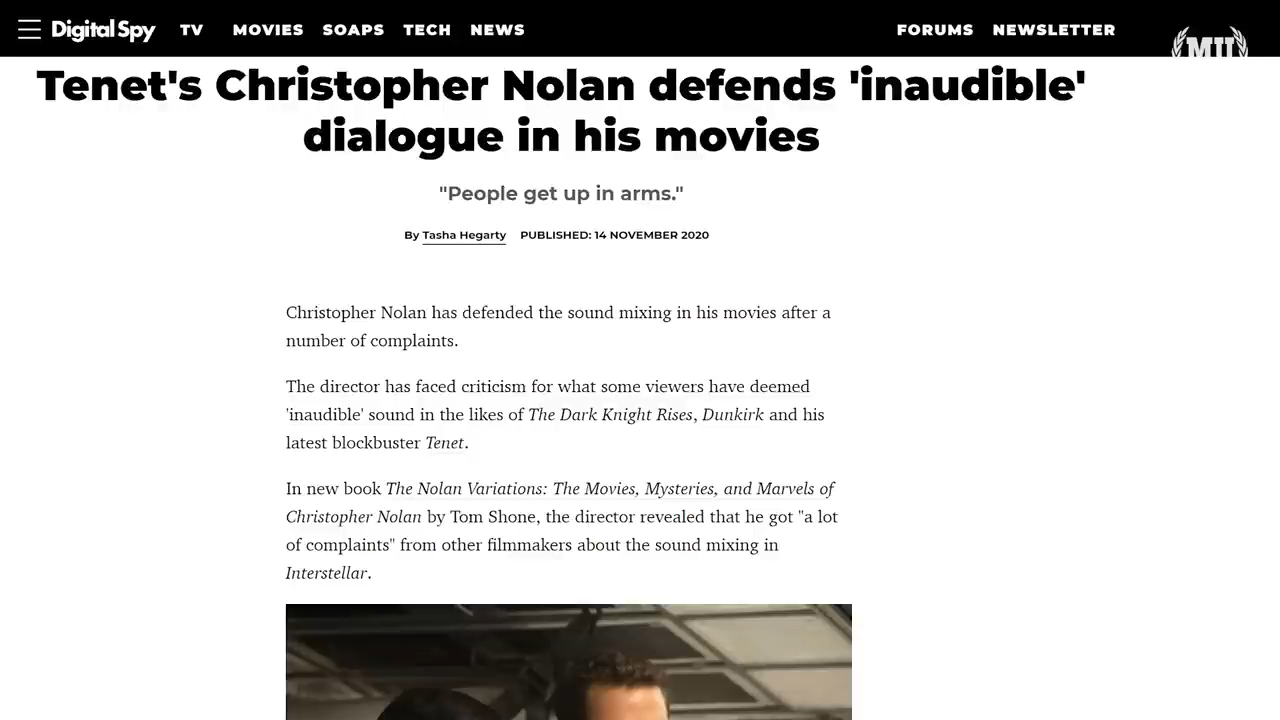 Digital Spy TV MOVIES SOAPS TECH NEWS FORUMS NEWSLETTER
Tenet's Christopher Nolan defends 'inaudible'
dialogue in his movies
"People get up in arms."
By Tasha Hegarty PUBLISHED: 14 NOVEMBER 2020
Christopher Nolan has defended the sound mixing in his movies after a
number of complaints.
The director has faced criticism for what some viewers have deemed
'inaudible' sound in the likes of The Dark Knight Rises, Dunkirk and his
latest blockbuster Tenet.
In new book The Nolan Variations: The Movies, Mysteries, and Marvels of
Christopher Nolan by Tom Shone, the director revealed that he got "a lot
of complaints" from other filmmakers about the sound mixing in
Interstellar.